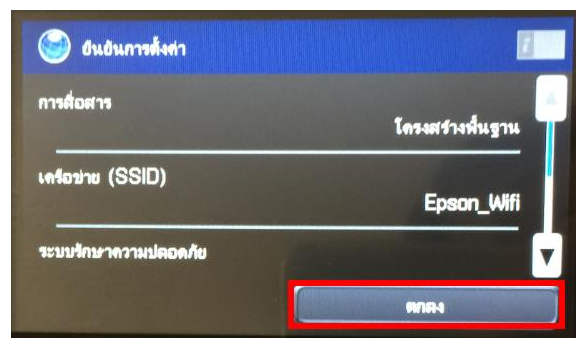 ยืนยันการตั้งค่า
การสื่อสาร
โครงสร้างพื้นฐาน
เครือข่าย (SSID)
Epson_Wifi
ระบบรักษาความปลอดภัย
ตกลง